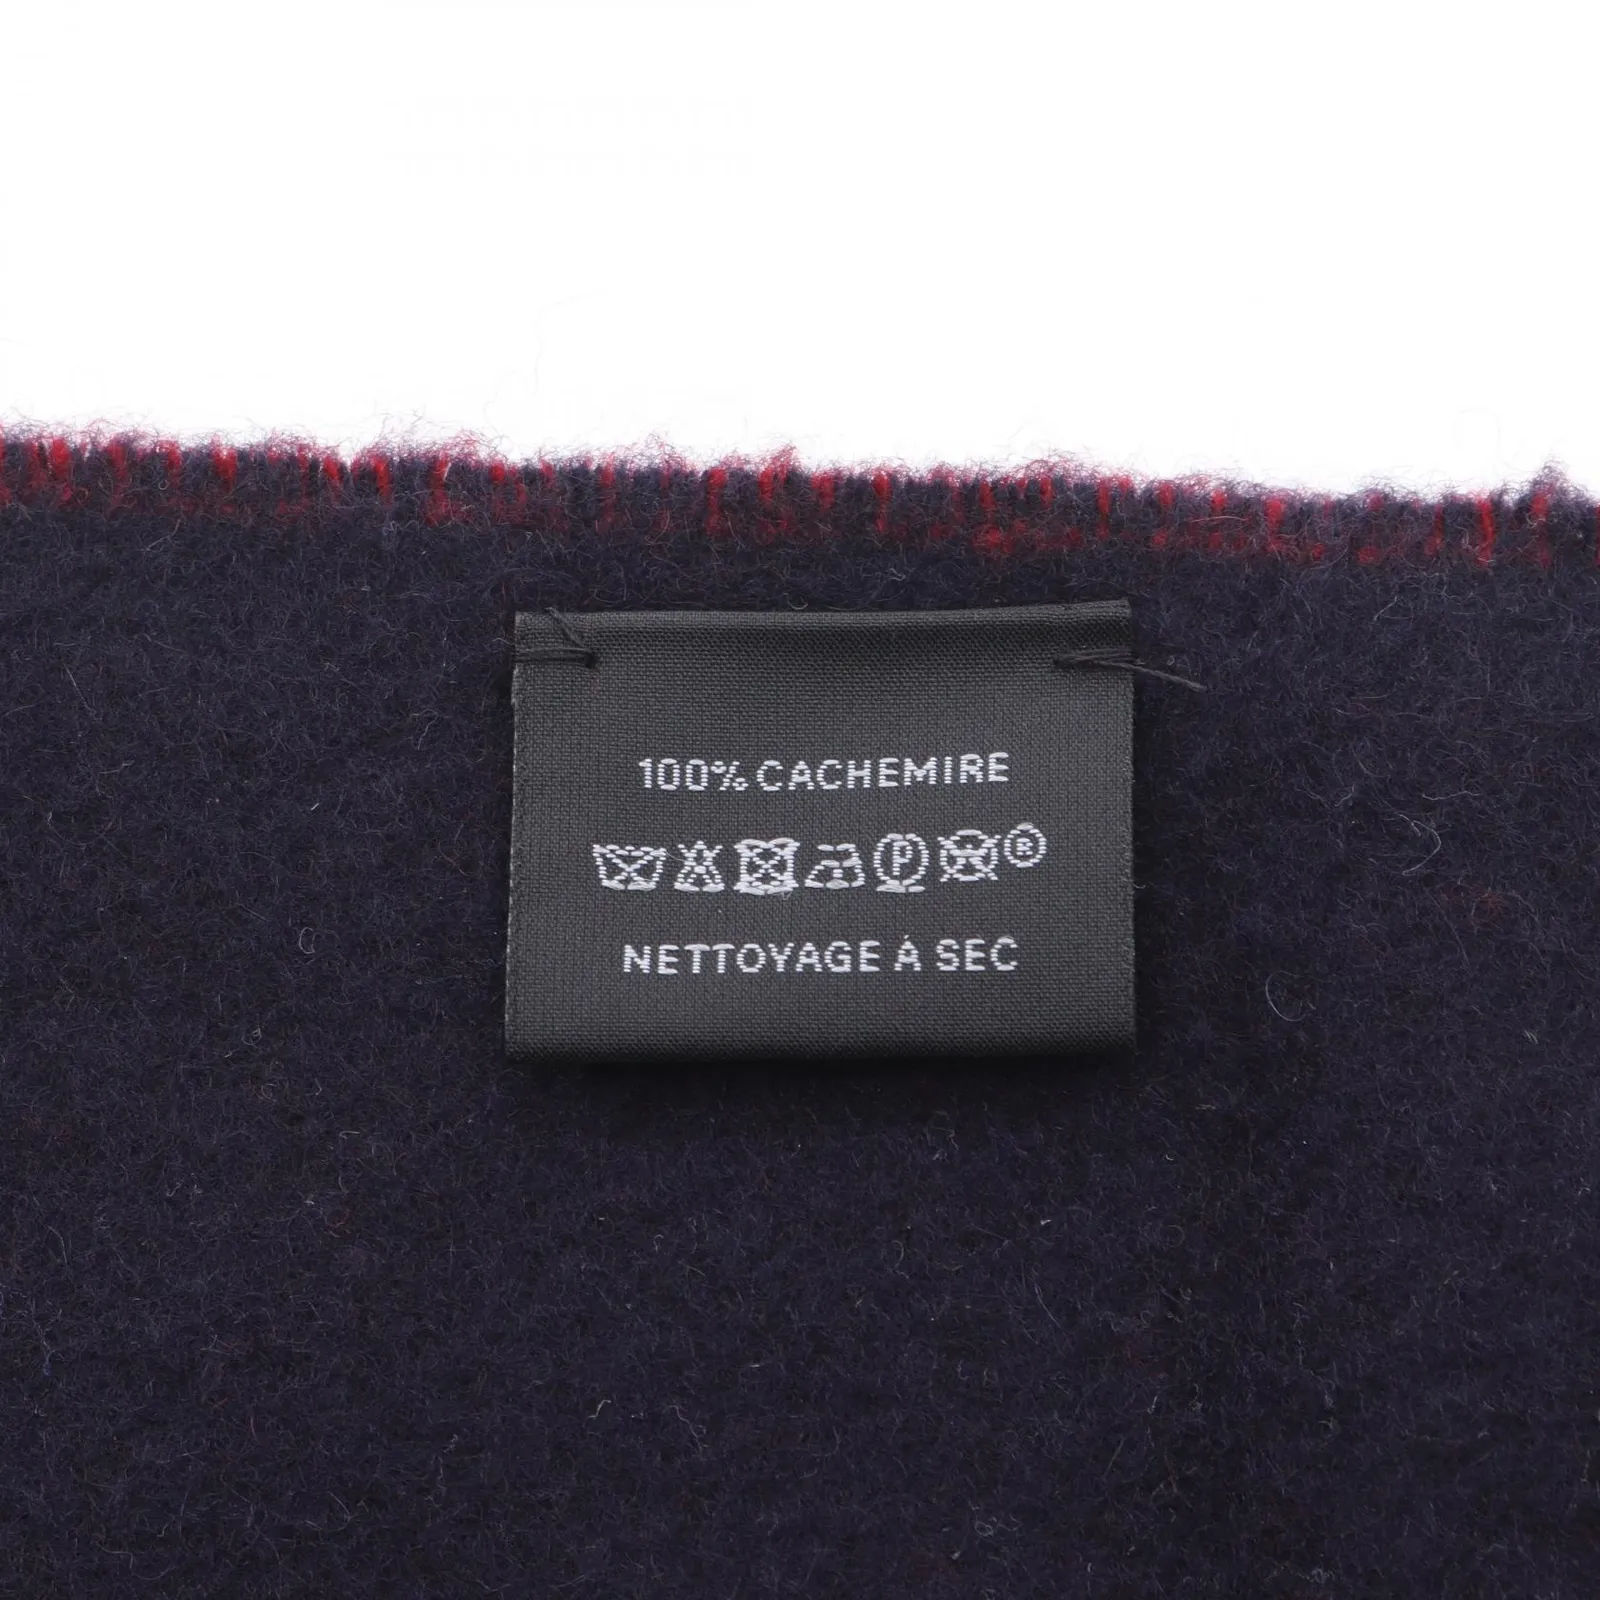 100% CACHEMIRE
P ®
NETTOYAGE À SEC